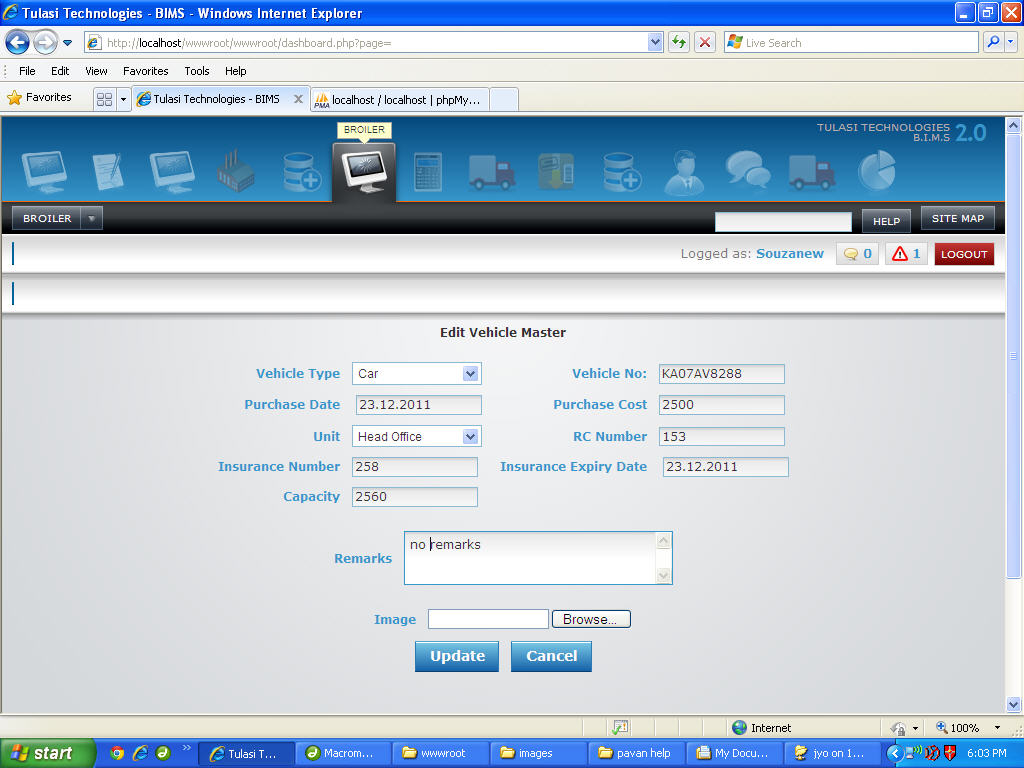 Tulasi Technologies - BIMS - Windows Internet Explorer
http://localhost/wwwroot/wwwroot/dashboard.php?page=
Live Search
File Edit View Favorites Tools Help
Favorites
Tulasi Technologies - BIMS
PMA localhost / localhost | phpMy...
BROILER
TULASI TECHNOLOGIES
B.I.M.S 2.0
BROILER
HELP
SITE MAP
Logged as: Souzanew 0 1 LOGOUT
Edit Vehicle Master
Vehicle Type Car Vehicle No: KA07AV8288
Purchase Date 23.12.2011 Purchase Cost 2500
Unit Head Office RC Number 153
Insurance Number 258 Insurance Expiry Date 23.12.2011
Capacity 2560
Remarks no remarks
Image Browse...
Update Cancel
Internet 100%
start Tulasi T... Macrom... wwwroot images pavan help My Docu... jyo on 1... 6:03 PM